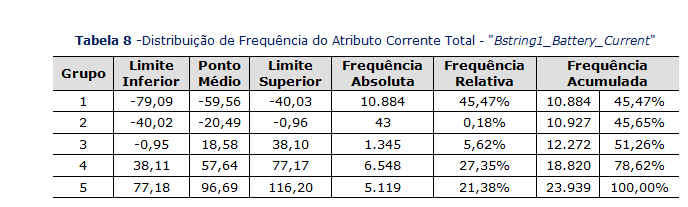 Tabela 8 -Distribuição de Frequência do Atributo Corrente Total - "Bstring1_Battery_Current"
Grupo Limite Inferior Ponto Médio Limite Superior Frequência Absoluta Frequência Relativa Frequência Acumulada
1 -79,09 -59,56 -40,03 10.884 45,47% 10.884 45,47%
2 -40,02 -20,49 -0,96 43 0,18% 10.927 45,65%
3 -0,95 18,58 38,10 1.345 5,62% 12.272 51,26%
4 38,11 57,64 77,17 6.548 27,35% 18.820 78,62%
5 77,18 96,69 116,20 5.119 21,38% 23.939 100,00%